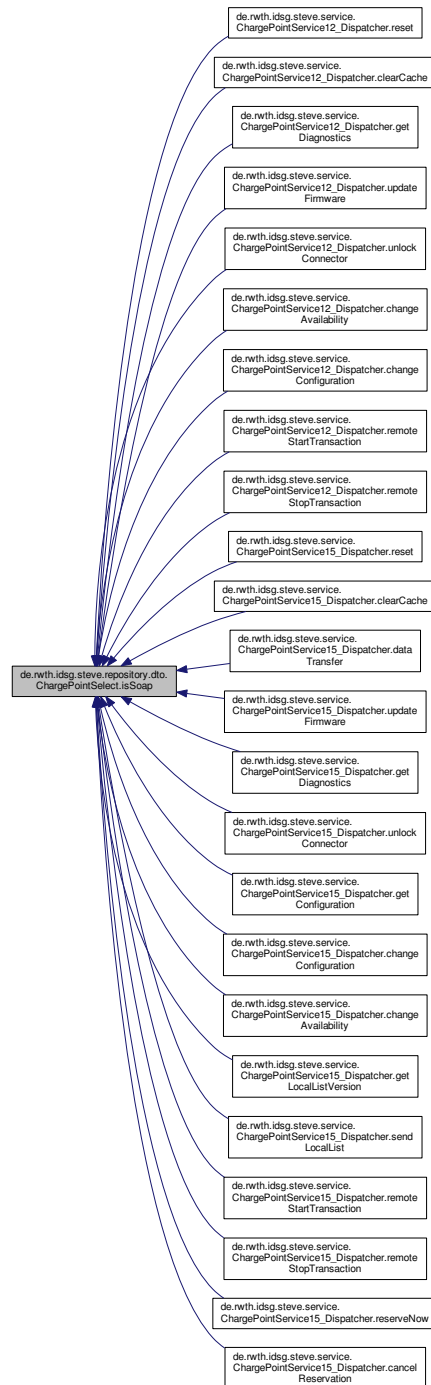 de.rwth.idsg.steve.service.
ChargePointService12_Dispatcher.reset
de.rwth.idsg.steve.service.
ChargePointService12_Dispatcher.clearCache
de.rwth.idsg.steve.service.
ChargePointService12_Dispatcher.get
Diagnostics
de.rwth.idsg.steve.service.
ChargePointService12_Dispatcher.update
Firmware
de.rwth.idsg.steve.service.
ChargePointService12_Dispatcher.unlock
Connector
de.rwth.idsg.steve.service.
ChargePointService12_Dispatcher.change
Availability
de.rwth.idsg.steve.service.
ChargePointService12_Dispatcher.change
Configuration
de.rwth.idsg.steve.service.
ChargePointService12_Dispatcher.remote
StartTransaction
de.rwth.idsg.steve.service.
ChargePointService12_Dispatcher.remote
StopTransaction
de.rwth.idsg.steve.service.
ChargePointService15_Dispatcher.reset
de.rwth.idsg.steve.service.
ChargePointService15_Dispatcher.clearCache
de.rwth.idsg.steve.service.
ChargePointService15_Dispatcher.data
Transfer
de.rwth.idsg.steve.repository.dto.
ChargePointSelect.isSoap
de.rwth.idsg.steve.service.
ChargePointService15_Dispatcher.update
Firmware
de.rwth.idsg.steve.service.
ChargePointService15_Dispatcher.get
Diagnostics
de.rwth.idsg.steve.service.
ChargePointService15_Dispatcher.unlock
Connector
de.rwth.idsg.steve.service.
ChargePointService15_Dispatcher.get
Configuration
de.rwth.idsg.steve.service.
ChargePointService15_Dispatcher.change
Configuration
de.rwth.idsg.steve.service.
ChargePointService15_Dispatcher.change
Availability
de.rwth.idsg.steve.service.
ChargePointService15_Dispatcher.get
LocalListVersion
de.rwth.idsg.steve.service.
ChargePointService15_Dispatcher.send
LocalList
de.rwth.idsg.steve.service.
ChargePointService15_Dispatcher.remote
StartTransaction
de.rwth.idsg.steve.service.
ChargePointService15_Dispatcher.remote
StopTransaction
de.rwth.idsg.steve.service.
ChargePointService15_Dispatcher.reserveNow
de.rwth.idsg.steve.service.
ChargePointService15_Dispatcher.cancel
Reservation